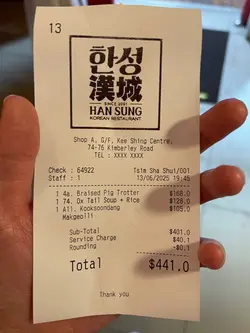 13
한성
漢城
SINCE 2001
HAN SUNG
KOREAN RESTAURANT
Shop A, G/F, Kee Shing Centre,
74-76 Kimberley Road
TEL : XXXX XXXX
Check : 64922 Tsim Sha Shui/001
Staff : 1 13/06/2025 19:45
1 4a. Braised Pig Trotter $168.0
1 74. Ox Tail Soup + Rice $128.0
1 A1). Kooksoondang $105.0
Makgeolli
Sub-Total $401.0
Service Charge $40.1
Rounding -$0.1
Total $441.0
Thank you